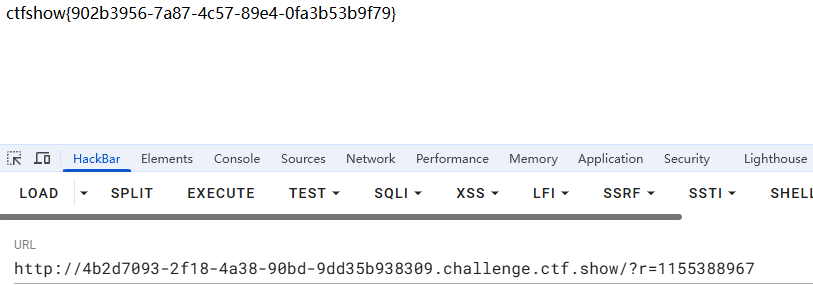 ctfshow{902b3956-7a87-4c57-89e4-0fa3b53b9f79}
HackBar Elements Console Sources Network Performance Memory Application Security Lighthouse
LOAD SPLIT EXECUTE TEST SQLI XSS LFI SSRF SSTI SHELL
URL
http://4b2d7093-2f18-4a38-90bd-9dd35b938309.challenge.ctf.show/?r=1155388967